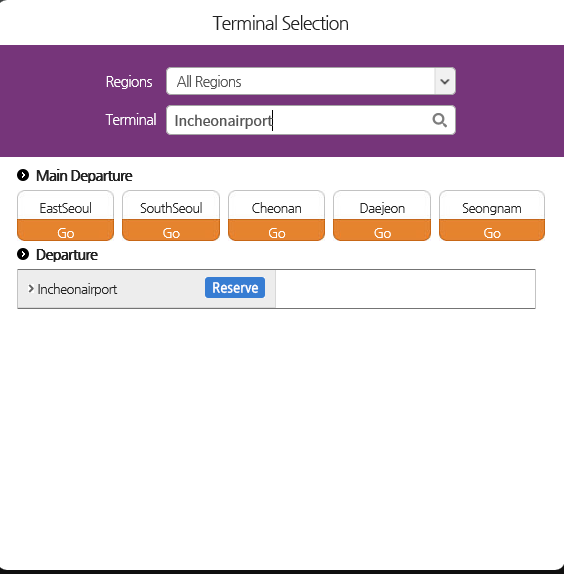 Terminal Selection
Regions All Regions
Terminal Incheonairport
Main Departure
EastSeoul SouthSeoul Cheonan Daejeon Seongnam
Go Go Go Go Go
Departure
Incheonairport Reserve